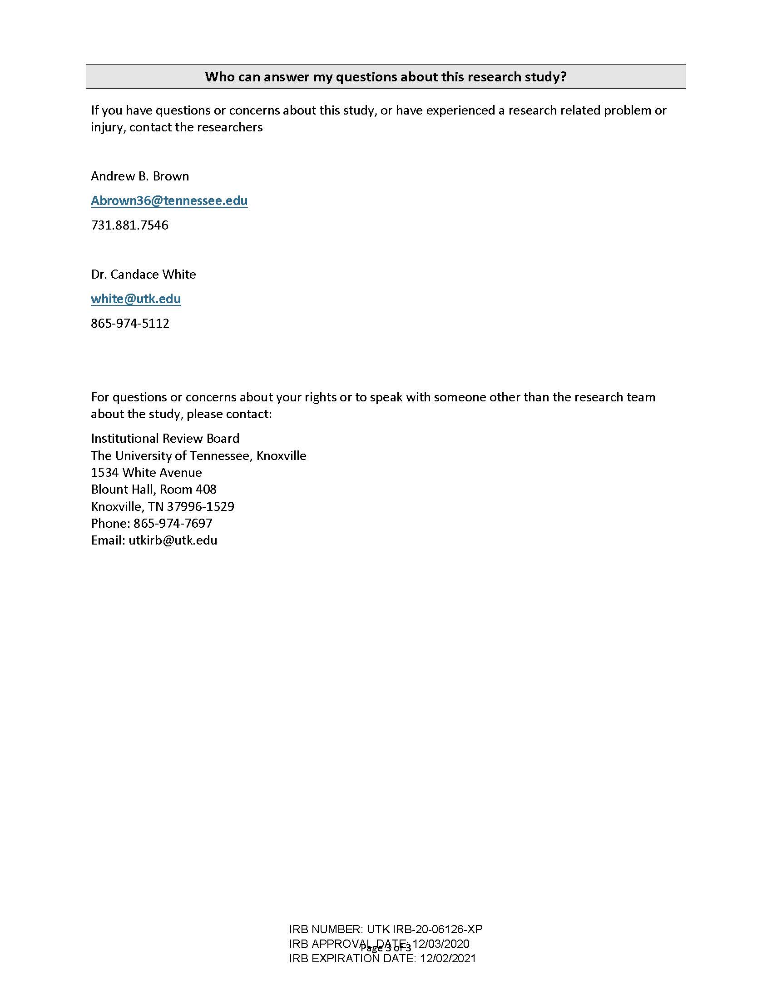 Who can answer my questions about this research study?
If you have questions or concerns about this study, or have experienced a research related problem or
injury, contact the researchers
Andrew B. Brown
Abrown36@tennessee.edu
731.881.7546
Dr. Candace White
white@utk.edu
865-974-5112
For questions or concerns about your rights or to speak with someone other than the research team
about the study, please contact:
Institutional Review Board
The University of Tennessee, Knoxville
1534 White Avenue
Blount Hall, Room 408
Knoxville, TN 37996-1529
Phone: 865-974-7697
Email: utkirb@utk.edu
IRB NUMBER: UTK IRB-20-06126-XP
IRB APPROVAL DATE: 12/03/2020
Page 3 of 3
IRB EXPIRATION DATE: 12/02/2021